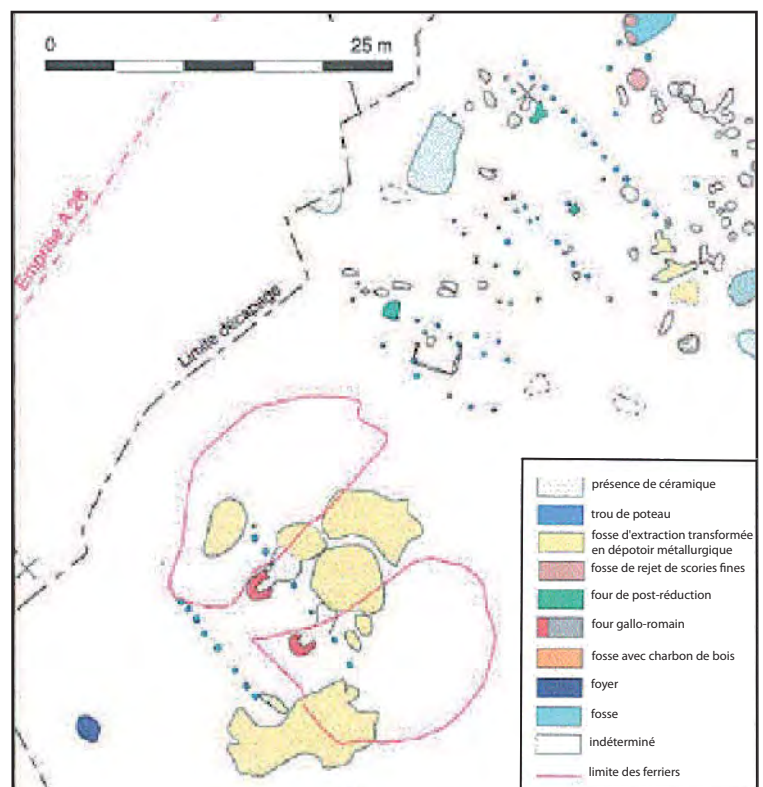 0 25 m
Emprise A 28
Limite décapage
présence de céramique
trou de poteau
fosse d'extraction transformée
en dépotoir métallurgique
fosse de rejet de scories fines
four de post-réduction
four gallo-romain
fosse avec charbon de bois
foyer
fosse
indéterminé
limite des ferriers